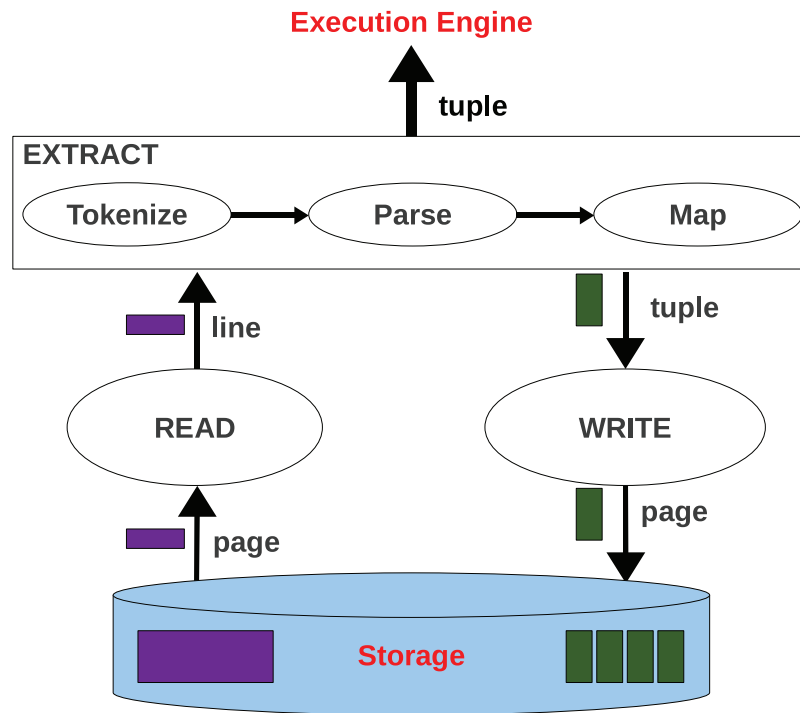 Execution Engine
tuple
EXTRACT
Tokenize
Parse
Map
line
tuple
READ
WRITE
page
page
Storage